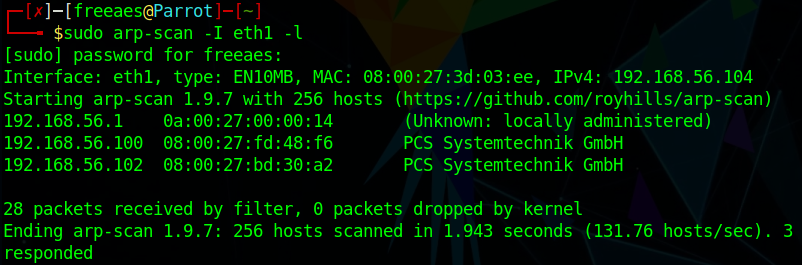 ┌─[✗]─[freeaes@Parrot]─[~]
└──╼ $sudo arp-scan -I eth1 -l
[sudo] password for freeaes:
Interface: eth1, type: EN10MB, MAC: 08:00:27:3d:03:ee, IPv4: 192.168.56.104
Starting arp-scan 1.9.7 with 256 hosts (https://github.com/royhills/arp-scan)
192.168.56.1    0a:00:27:00:00:14       (Unknown: locally administered)
192.168.56.100  08:00:27:fd:48:f6       PCS Systemtechnik GmbH
192.168.56.102  08:00:27:bd:30:a2       PCS Systemtechnik GmbH

28 packets received by filter, 0 packets dropped by kernel
Ending arp-scan 1.9.7: 256 hosts scanned in 1.943 seconds (131.76 hosts/sec). 3
responded